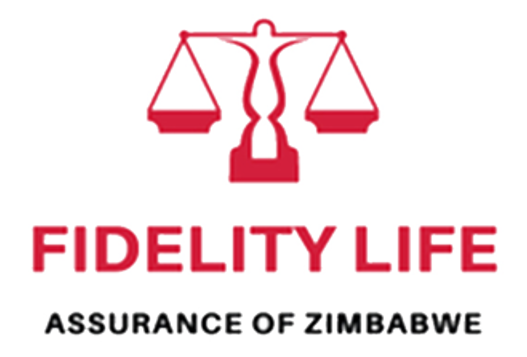 FIDELITY LIFE
ASSURANCE OF ZIMBABWE